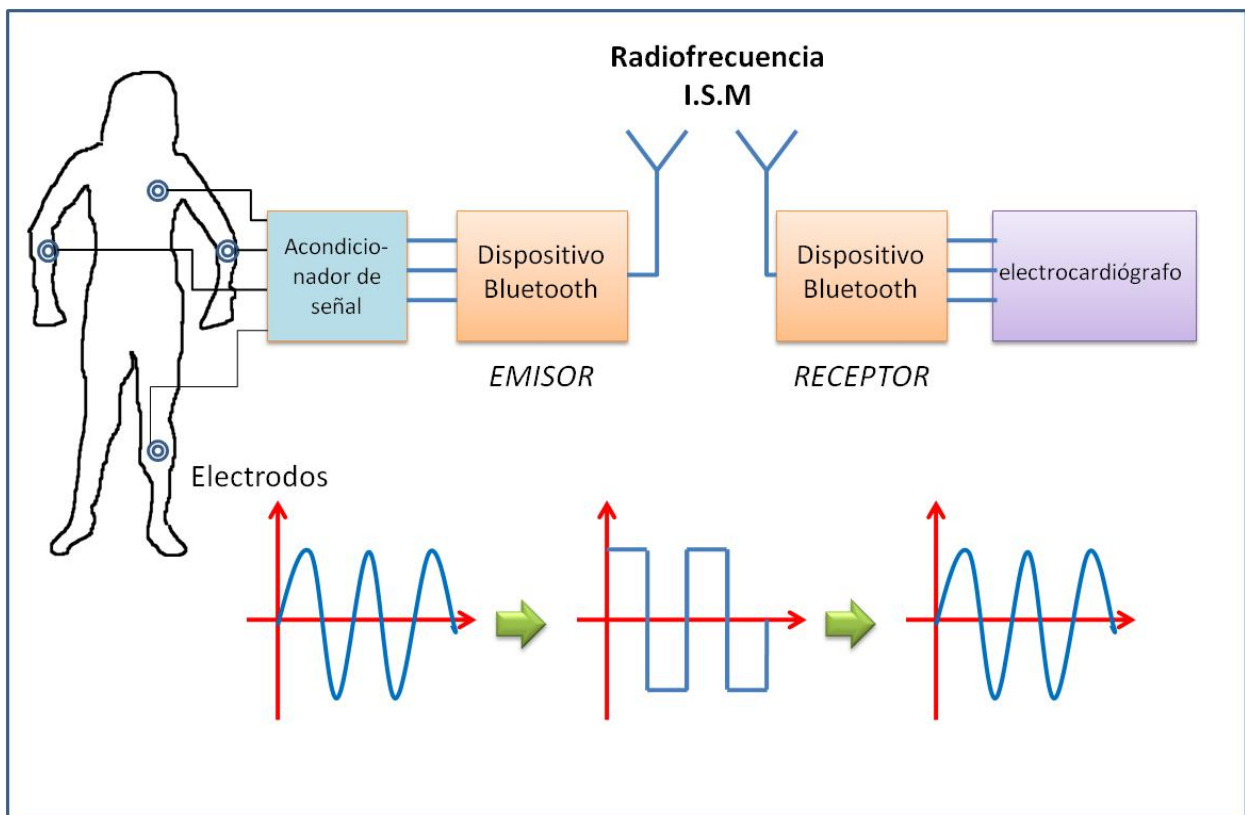 Radiofrecuencia
I.S.M
Acondicio-
nador de
señal
Dispositivo
Bluetooth
Dispositivo
Bluetooth
electrocardiógrafo
EMISOR
RECEPTOR
Electrodos